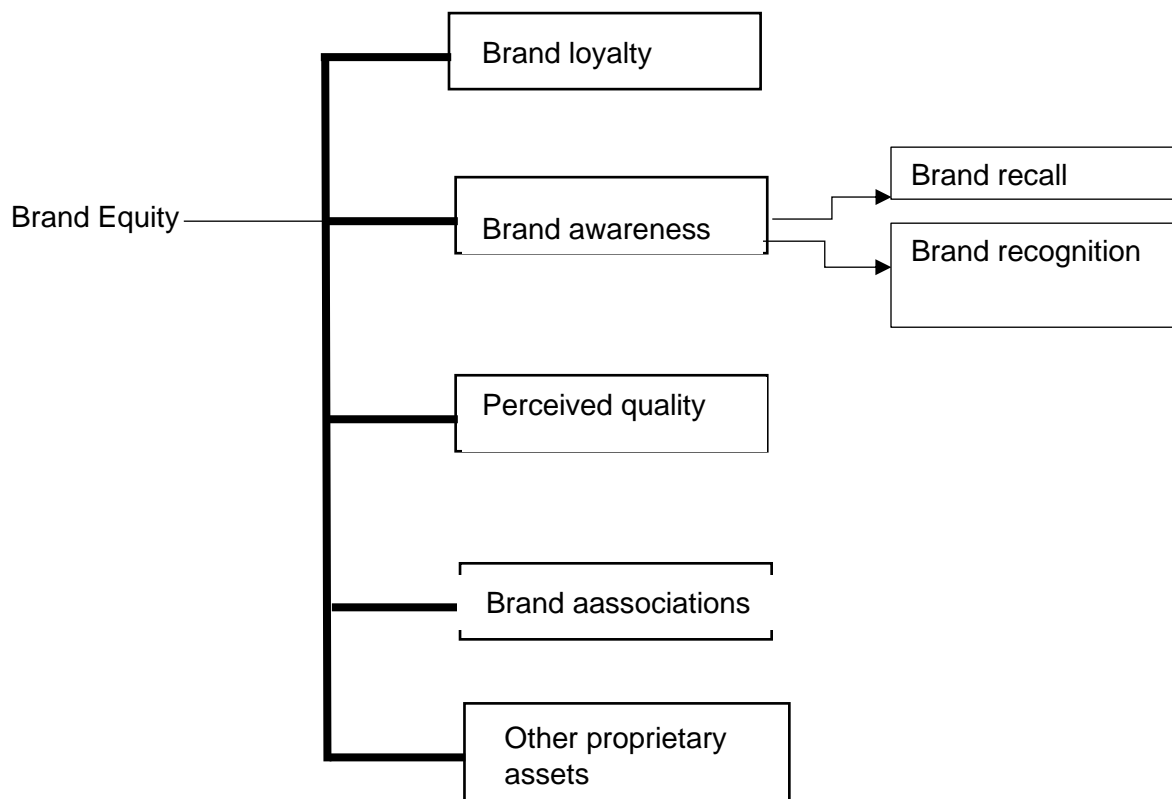 Brand loyalty
Brand recall
Brand Equity
Brand awareness
Brand recognition
Perceived quality
Brand aassociations
Other proprietary
assets